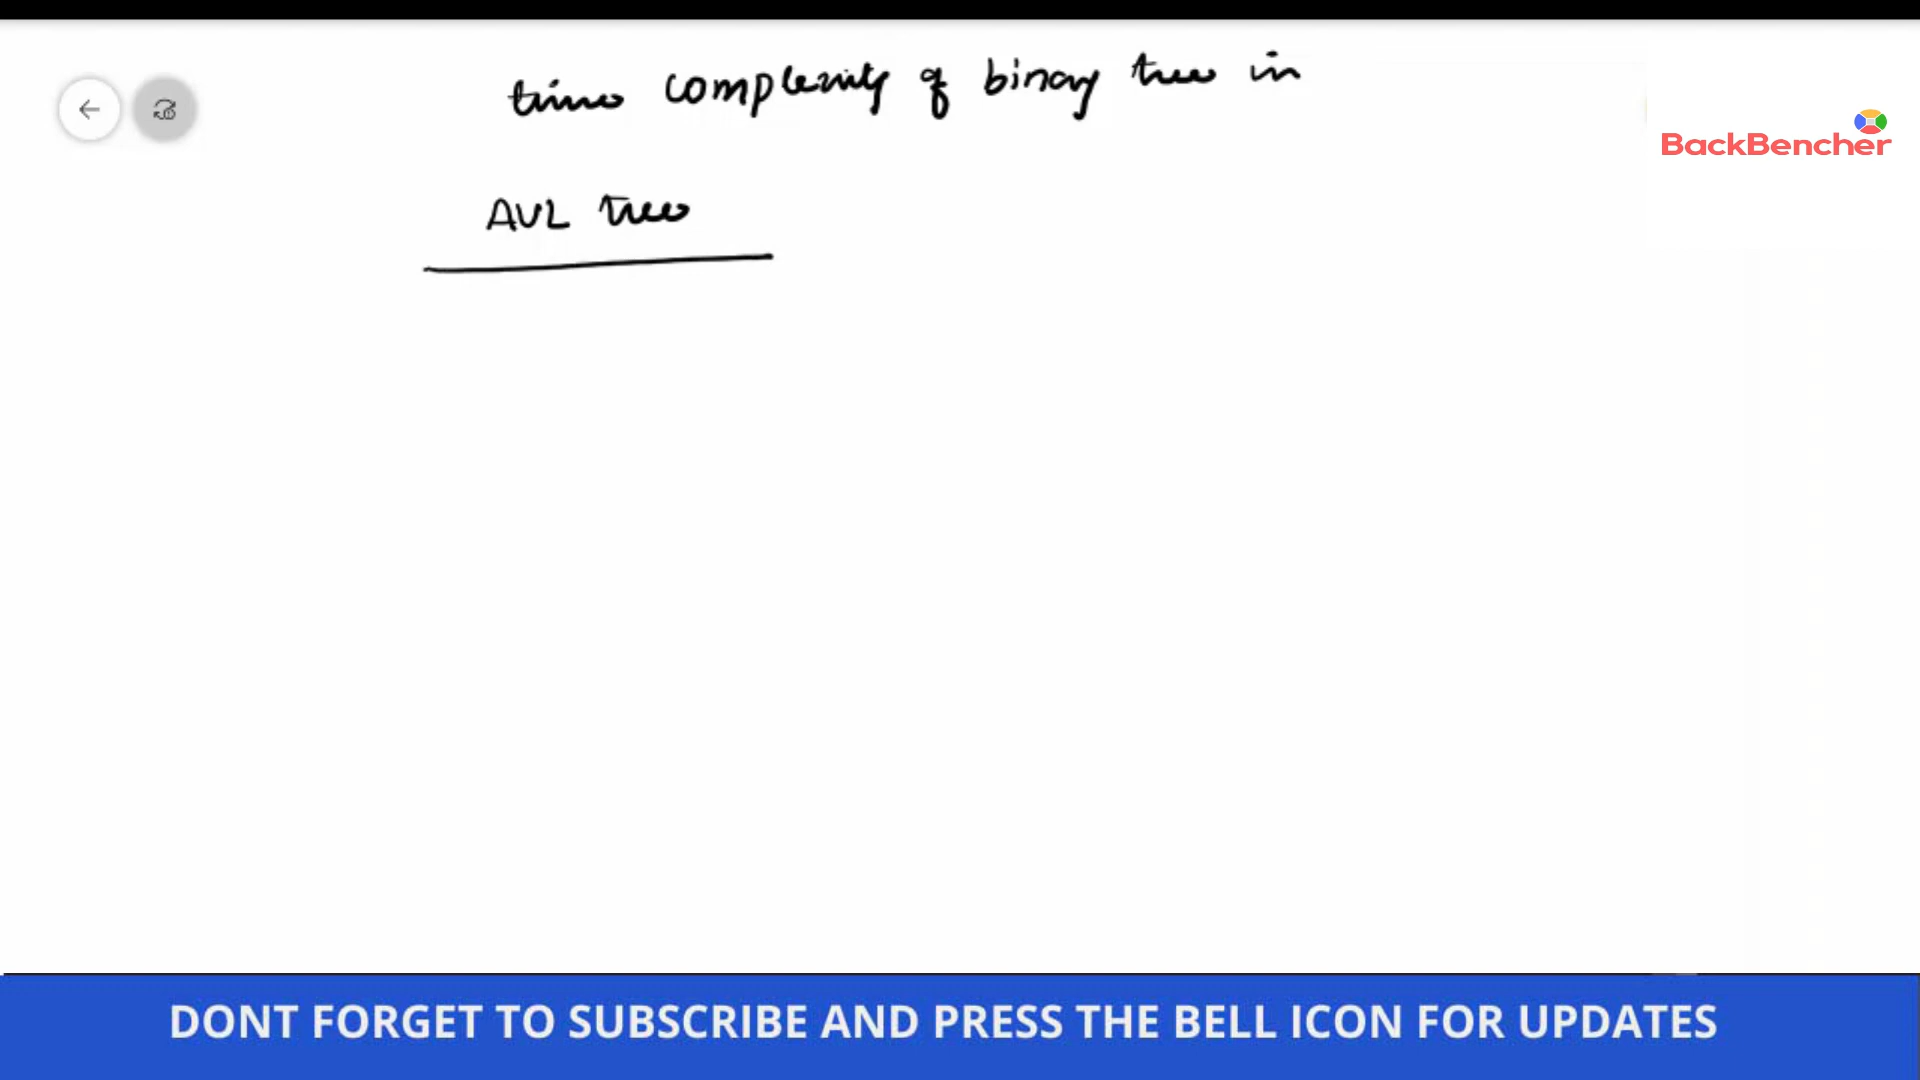 time complexity of binary tree in
BackBencher
AVL tree
DONT FORGET TO SUBSCRIBE AND PRESS THE BELL ICON FOR UPDATES